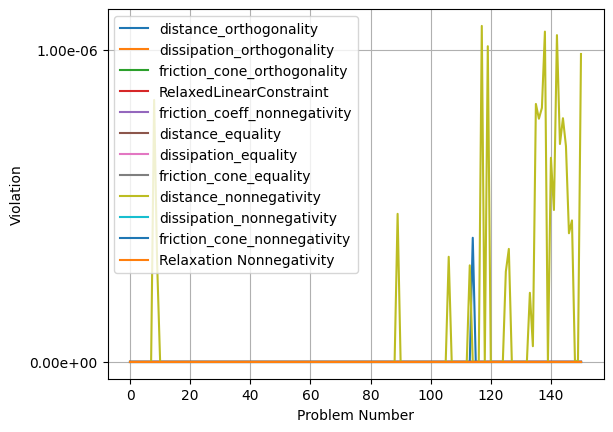 distance_orthogonality
dissipation_orthogonality
friction_cone_orthogonality
RelaxedLinearConstraint
friction_coeff_nonnegativity
distance_equality
dissipation_equality
friction_cone_equality
distance_nonnegativity
dissipation_nonnegativity
friction_cone_nonnegativity
Relaxation Nonnegativity
1.00e-06
0.00e+00
Violation
0 20 40 60 80 100 120 140
Problem Number